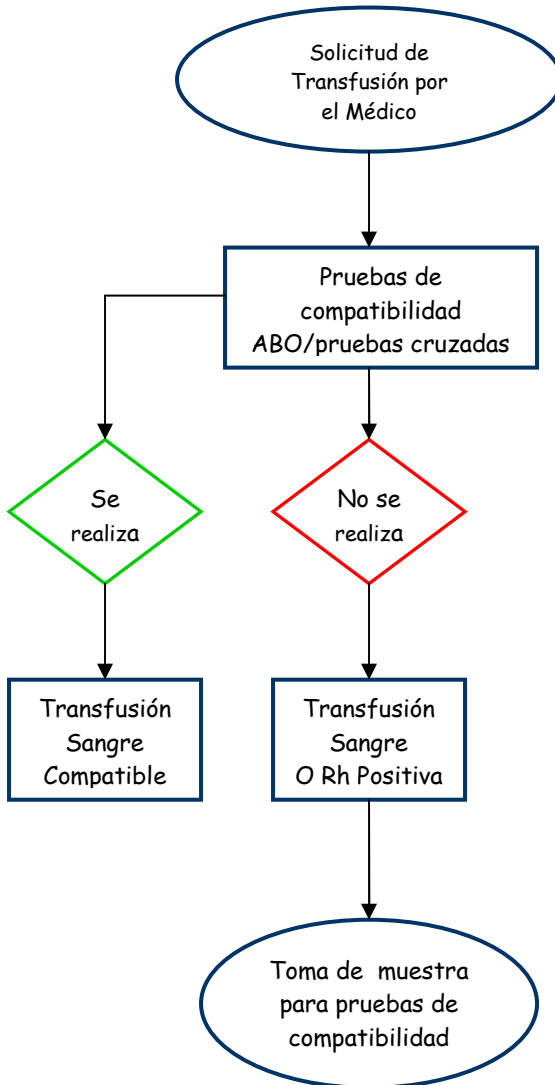 Solicitud de
Transfusión por
el Médico
Pruebas de
compatibilidad
ABO/pruebas cruzadas
Se
realiza
No se
realiza
Transfusión
Sangre
Compatible
Transfusión
Sangre
O Rh Positiva
Toma de muestra
para pruebas de
compatibilidad